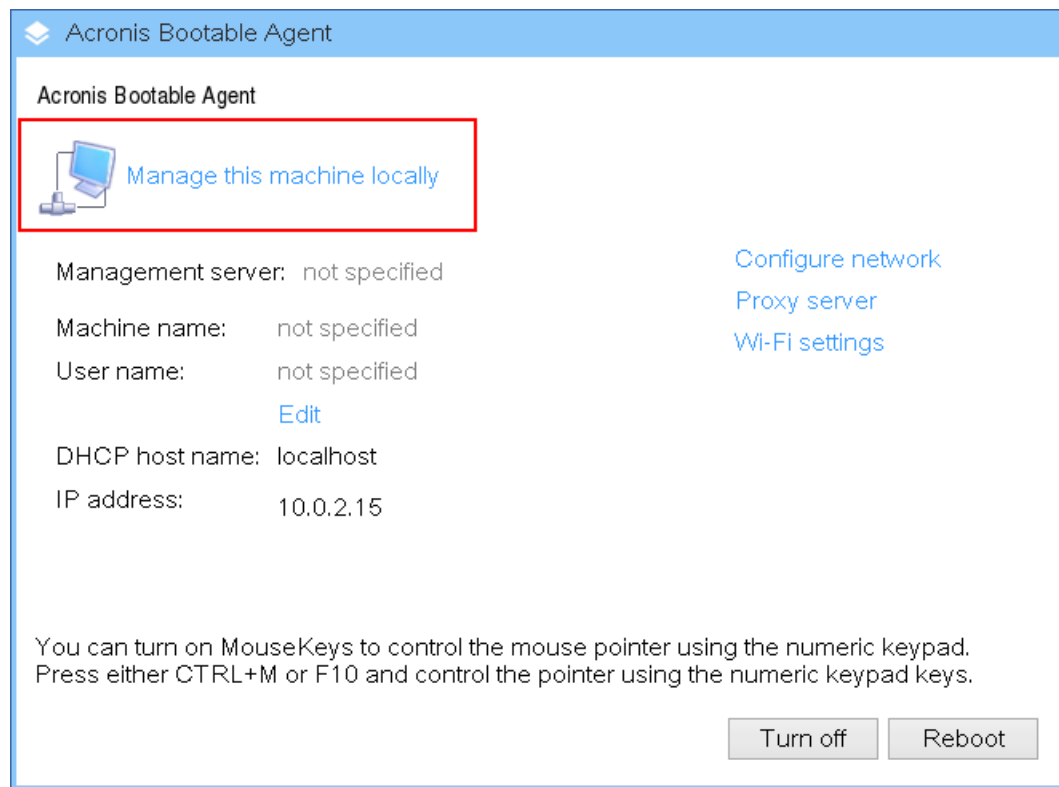 Acronis Bootable Agent
Acronis Bootable Agent
Manage this machine locally
Management server: not specified
Machine name: not specified
User name: not specified
Edit
DHCP host name: localhost
IP address: 10.0.2.15
Configure network
Proxy server
Wi-Fi settings
You can turn on MouseKeys to control the mouse pointer using the numeric keypad.
Press either CTRL+M or F10 and control the pointer using the numeric keypad keys.
Turn off Reboot